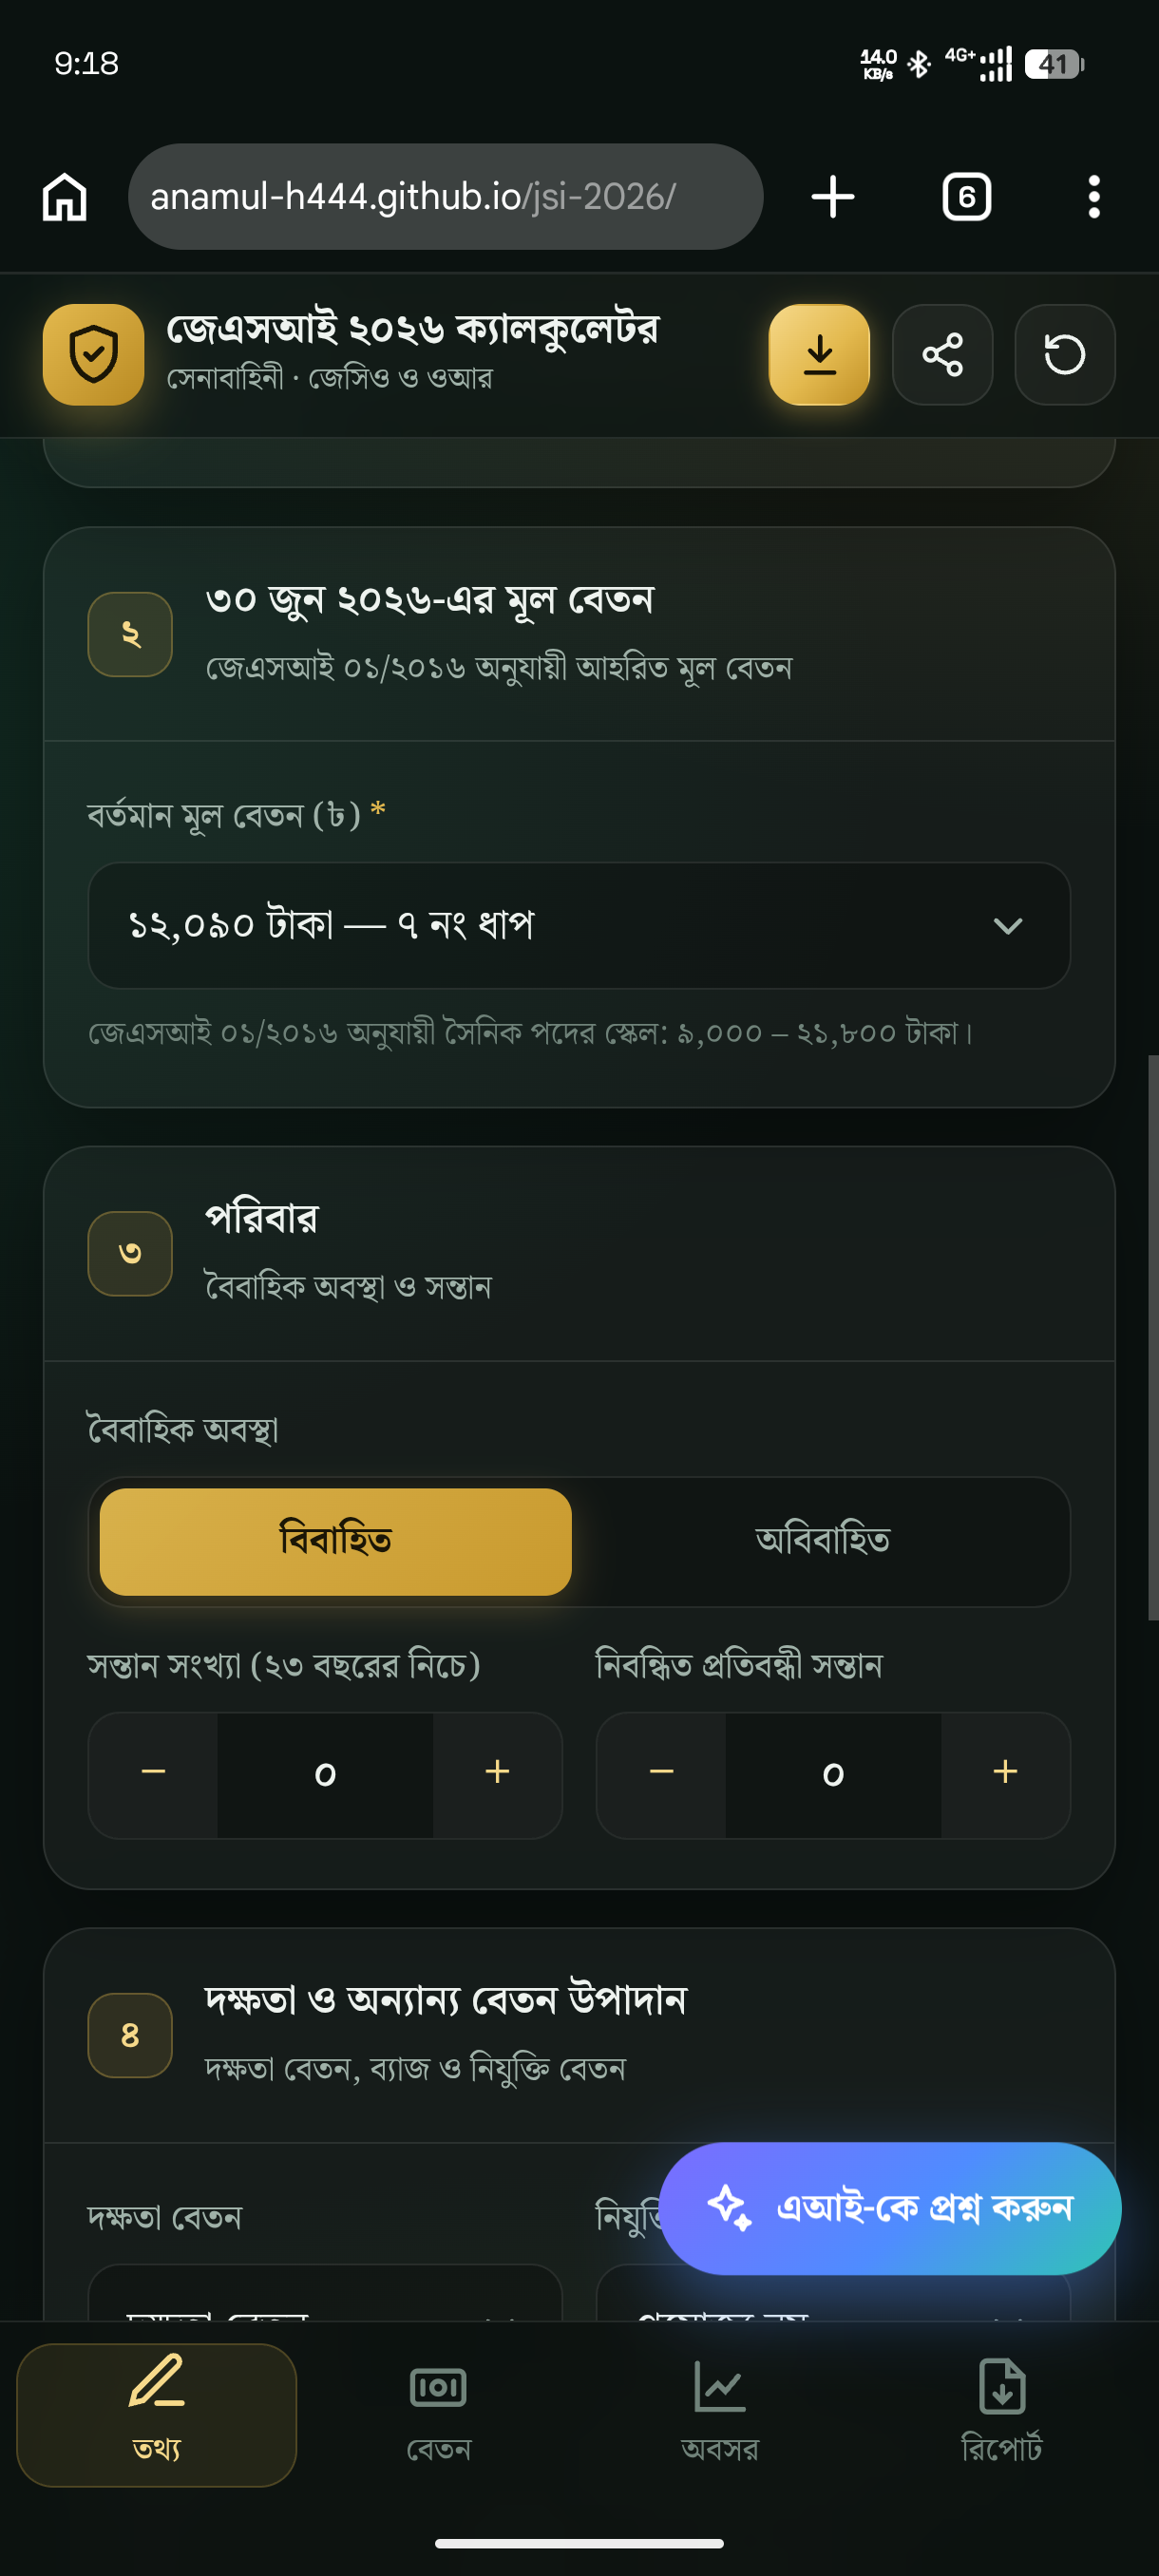 9:18
14.0
KB/s
4G+
41
anamul-h444.github.io/jsi-2026/
6
জেএসআই ২০২৬ ক্যালকুলেটর
সেনাবাহিনী · জেসিও ও ওআর
২
৩০ জুন ২০২৬-এর মূল বেতন
জেএসআই ০১/২০১৬ অনুযায়ী আহরিত মূল বেতন
বর্তমান মূল বেতন (৳) *
১২,০৯০ টাকা — ৭ নং ধাপ
জেএসআই ০১/২০১৬ অনুযায়ী সৈনিক পদের স্কেল: ৯,০০০ – ২১,৮০০ টাকা।
৩
পরিবার
বৈবাহিক অবস্থা ও সন্তান
বৈবাহিক অবস্থা
বিবাহিত
অবিবাহিত
সন্তান সংখ্যা (২৩ বছরের নিচে)
নিবন্ধিত প্রতিবন্ধী সন্তান
− ০ +
− ০ +
৪
দক্ষতা ও অন্যান্য বেতন উপাদান
দক্ষতা বেতন, ব্যাজ ও নিযুক্তি বেতন
দক্ষতা বেতন
এআই-কে প্রশ্ন করুন
তথ্য
বেতন
অবসর
রিপোর্ট